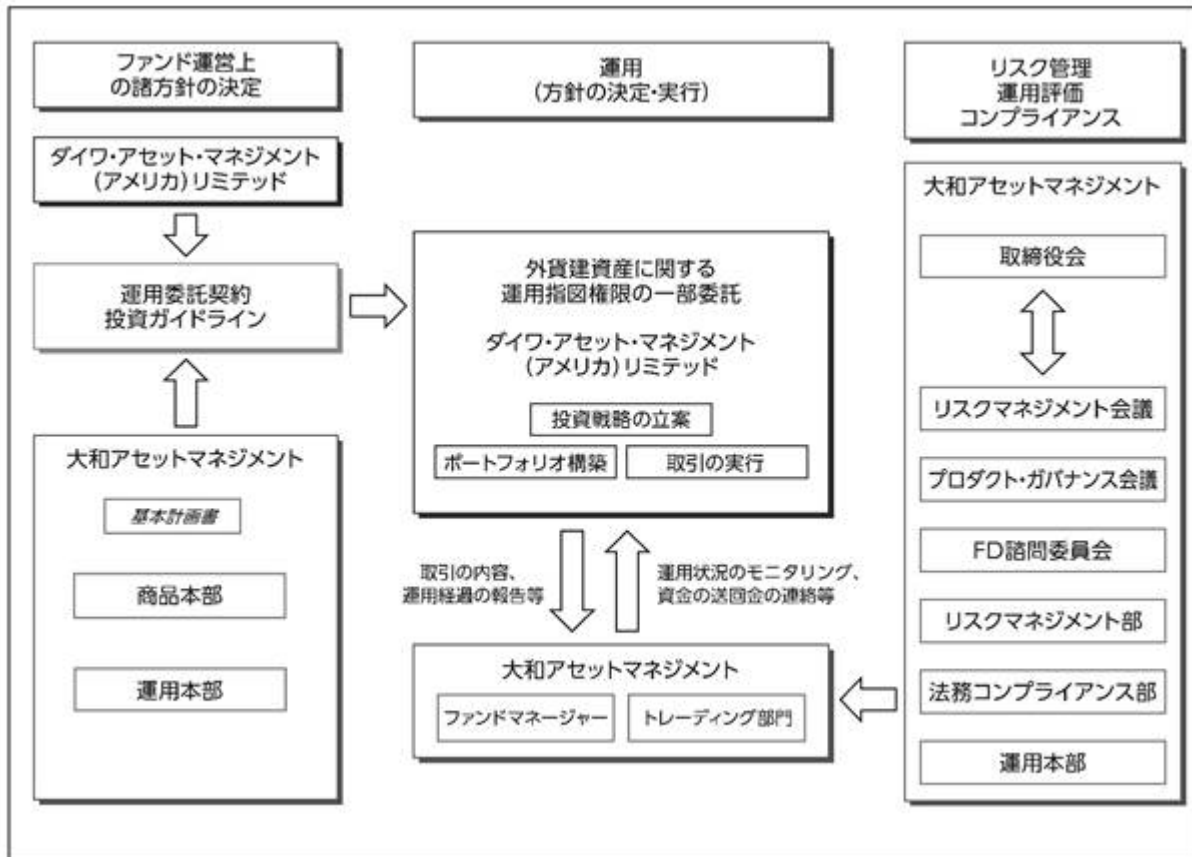 ファンド運営上
の諸方針の決定
ダイワ・アセット・マネジメント
(アメリカ)リミテッド
運用委託契約
投資ガイドライン
大和アセットマネジメント
基本計画書
商品本部
運用本部
運用
(方針の決定・実行)
外貨建資産に関する
運用指図権限の一部委託
ダイワ・アセット・マネジメント
(アメリカ)リミテッド
投資戦略の立案
ポートフォリオ構築
取引の実行
取引の内容、
運用経過の報告等
運用状況のモニタリング、
資金の送回金の連絡等
大和アセットマネジメント
ファンドマネージャー
トレーディング部門
リスク管理
運用評価
コンプライアンス
大和アセットマネジメント
取締役会
リスクマネジメント会議
プロダクト・ガバナンス会議
FD諮問委員会
リスクマネジメント部
法務コンプライアンス部
運用本部